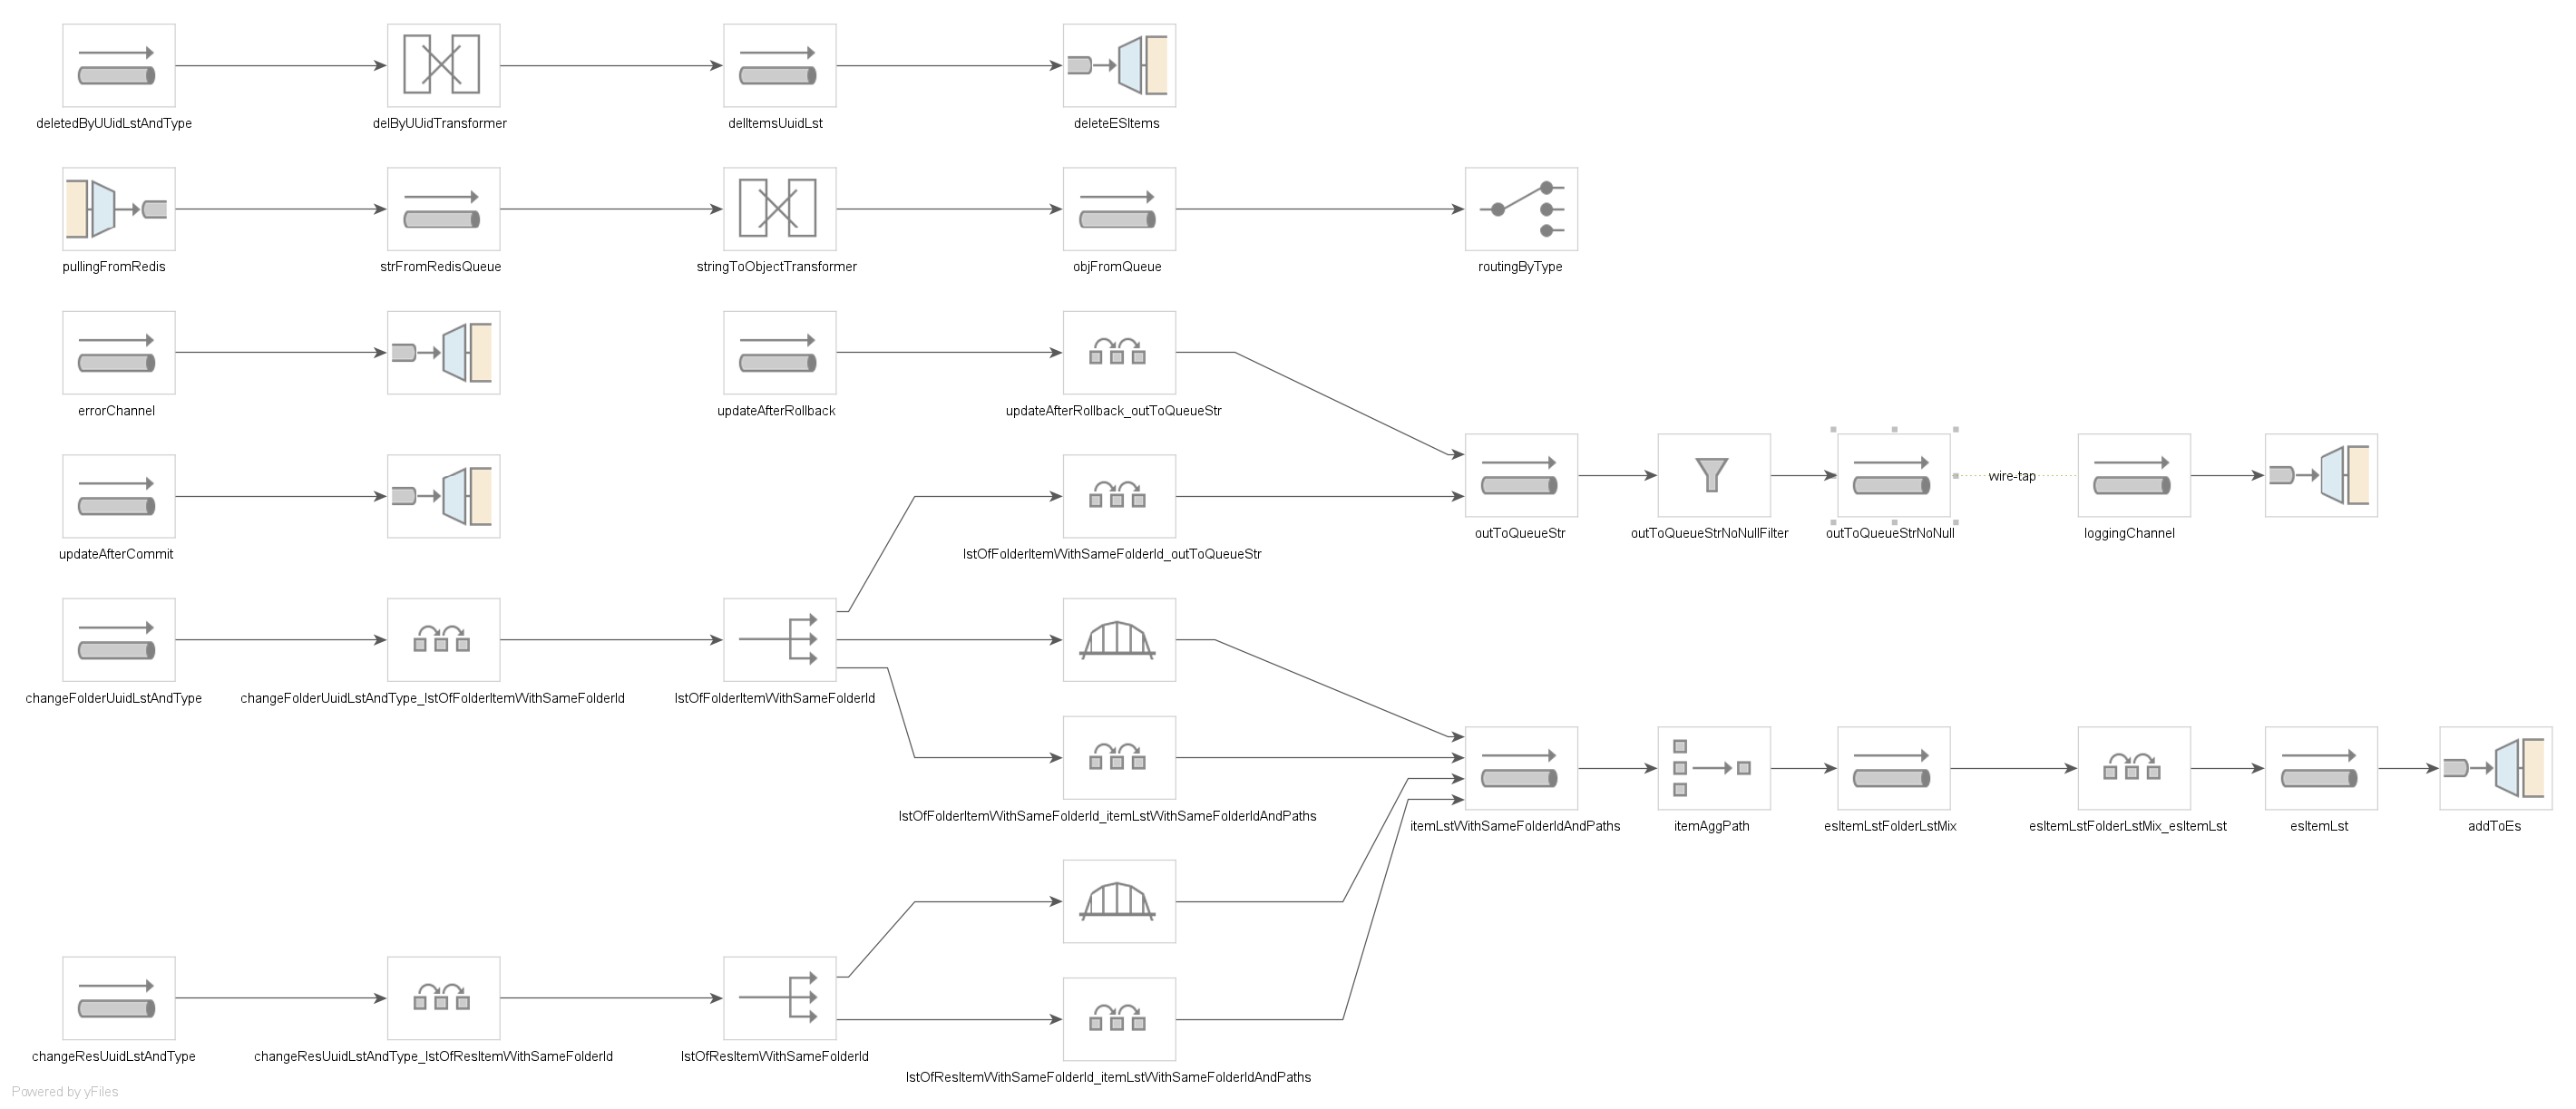 deletedByUUidLstAndType
delByUUidTransformer
delItemsUuidLst
deleteESItems
pullingFromRedis
strFromRedisQueue
stringToObjectTransformer
objFromQueue
routingByType
errorChannel
updateAfterRollback
updateAfterRollback_outToQueueStr
wire-tap
updateAfterCommit
lstOfFolderItemWithSameFolderId_outToQueueStr
outToQueueStr
outToQueueStrNoNullFilter
outToQueueStrNoNull
loggingChannel
changeFolderUuidLstAndType
changeFolderUuidLstAndType_lstOfFolderItemWithSameFolderId
lstOfFolderItemWithSameFolderId
lstOfFolderItemWithSameFolderId_itemLstWithSameFolderIdAndPaths
itemLstWithSameFolderIdAndPaths
itemAggPath
esItemLstFolderLstMix
esItemLstFolderLstMix_esItemLst
esItemLst
addToEs
changeResUuidLstAndType
changeResUuidLstAndType_lstOfResItemWithSameFolderId
lstOfResItemWithSameFolderId
lstOfResItemWithSameFolderId_itemLstWithSameFolderIdAndPaths
Powered by yFiles